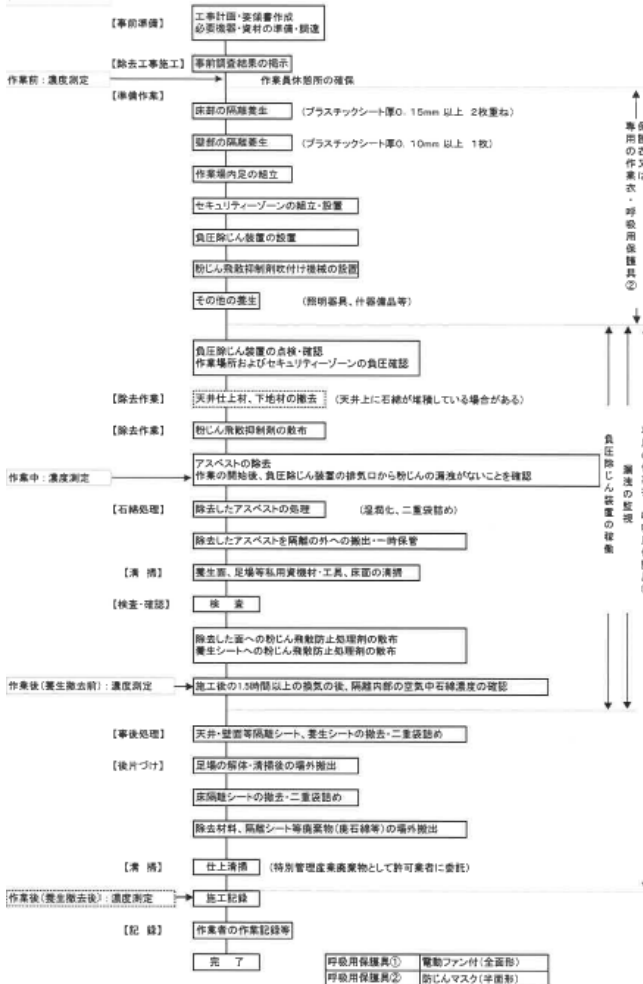 【事前準備】
工事計画・要領書作成
必要機器・資材の準備・調達
【除去工事施工】
事前調査結果の掲示
作業前：濃度測定
作業員休憩所の確保
【準備作業】
床部の隔離養生 (プラスチックシート厚0.15mm 以上 2枚重ね)
壁部の隔離養生 (プラスチックシート厚0.10mm 以上 1枚)
作業場内足の組立
セキュリティーゾーンの組立・設置
負圧除じん装置の設置
粉じん飛散抑制剤吹付け機械の設置
その他の養生 (照明器具、什器備品等)
専用の作業衣・呼吸用保護具②
負圧除じん装置の点検・確認
作業場所およびセキュリティーゾーンの負圧確認
【除去作業】
天井仕上材、下地材の撤去 (天井上に石綿が堆積している場合がある)
【除去作業】
粉じん飛散抑制剤の散布
作業中：濃度測定
アスベストの除去
作業の開始後、負圧除じん装置の排気口から粉じんの漏洩がないことを確認
負圧除じん装置の稼働
漏洩の監視
【石綿処理】
除去したアスベストの処理 (湿潤化、二重袋詰め)
除去したアスベストを隔離の外への搬出・一時保管
【清 掃】
養生面、足場等私用資機材・工具、床面の清掃
【検査・確認】
検 査
除去した面への粉じん飛散防止処理剤の散布
養生シートへの粉じん飛散防止処理剤の散布
作業後(養生撤去前)：濃度測定
施工後の1.5時間以上の換気の後、隔離内部の空気中石綿濃度の確認
【事後処理】
天井・壁面等隔離シート、養生シートの撤去・二重袋詰め
【後片づけ】
足場の解体・清掃後の場外搬出
床隔離シートの撤去・二重袋詰め
除去材料、隔離シート等廃棄物(廃石綿等)の場外搬出
【清 掃】
仕上清掃 (特別管理産業廃棄物として許可業者に委託)
作業後(養生撤去後)：濃度測定
施工記録
【記 録】
作業者の作業記録等
完 了
呼吸用保護具① 電動ファン付(全面形)
呼吸用保護具② 防じんマスク(半面形)